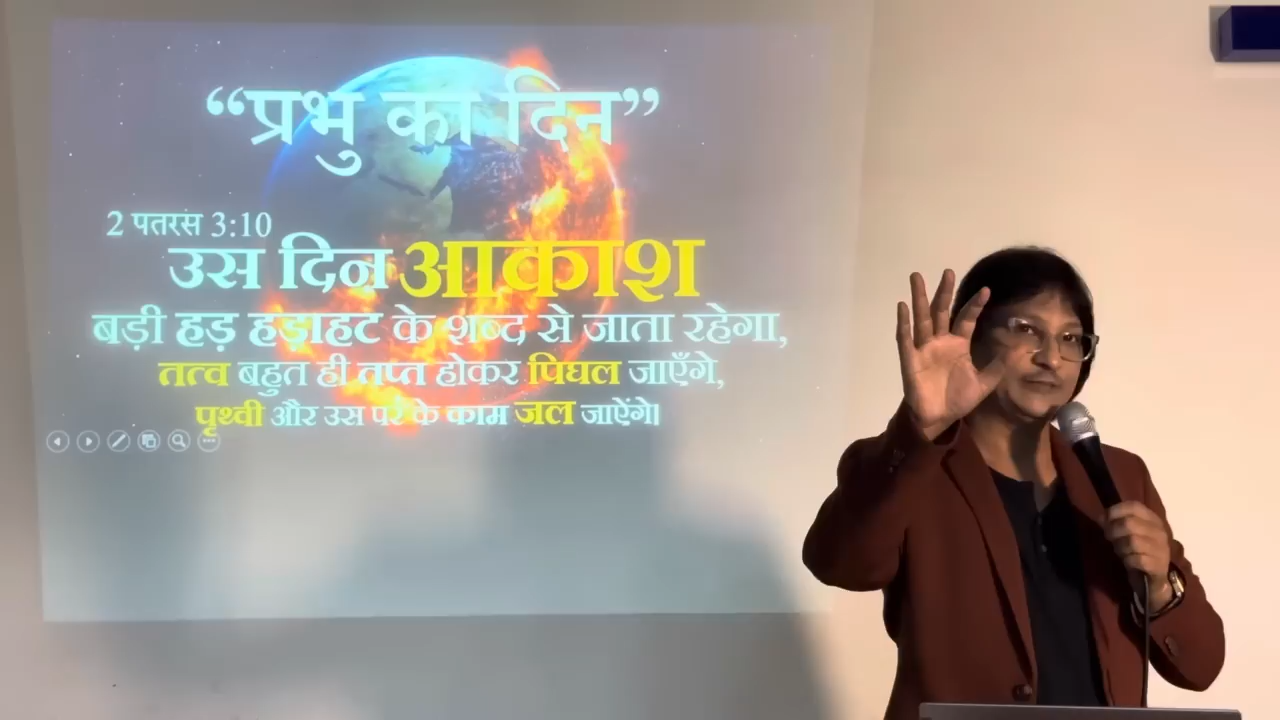 “प्रभु का दिन”
2 पतरस 3:10
उस दिन आकाश
बड़ी हड़ हड़ाहट के शब्द से जाता रहेगा,
तत्व बहुत ही तप्त होकर पिघल जाएँगे,
पृथ्वी और उस पर के काम जल जाऐंगे।